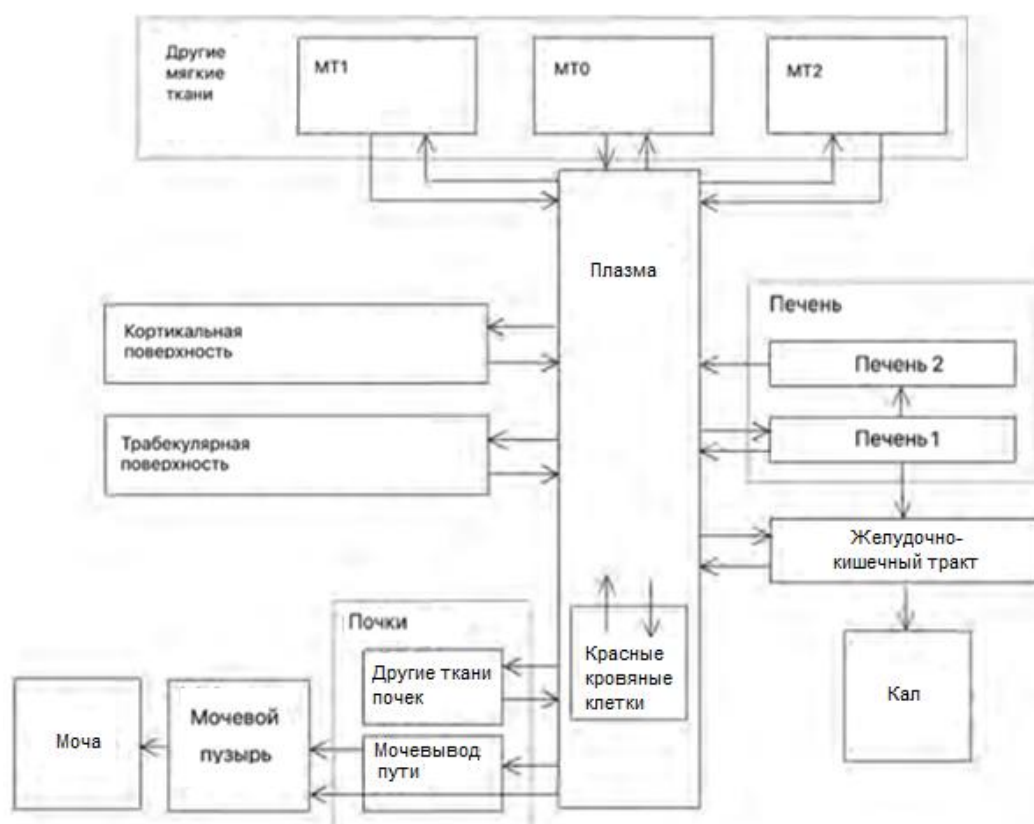 Другие
мягкие
ткани
МТ1
МТ0
МТ2
Плазма
Кортикальная
поверхность
Трабекулярная
поверхность
Печень
Печень 2
Печень 1
Желудочно-
кишечный тракт
Кал
Красные
кровяные
клетки
Почки
Другие ткани
почек
Мочевывод
пути
Мочевой
пузырь
Моча